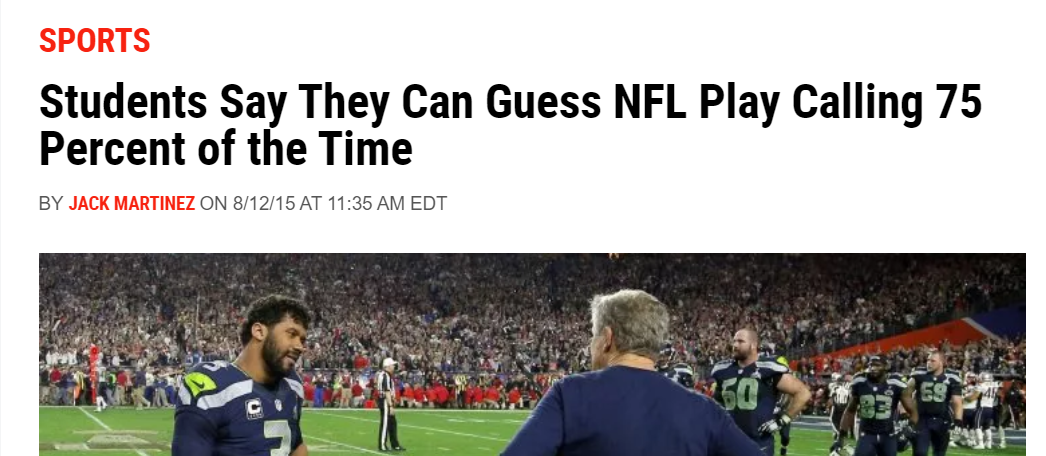 SPORTS
Students Say They Can Guess NFL Play Calling 75
Percent of the Time
BY JACK MARTINEZ ON 8/12/15 AT 11:35 AM EDT
C
3
60
83
69